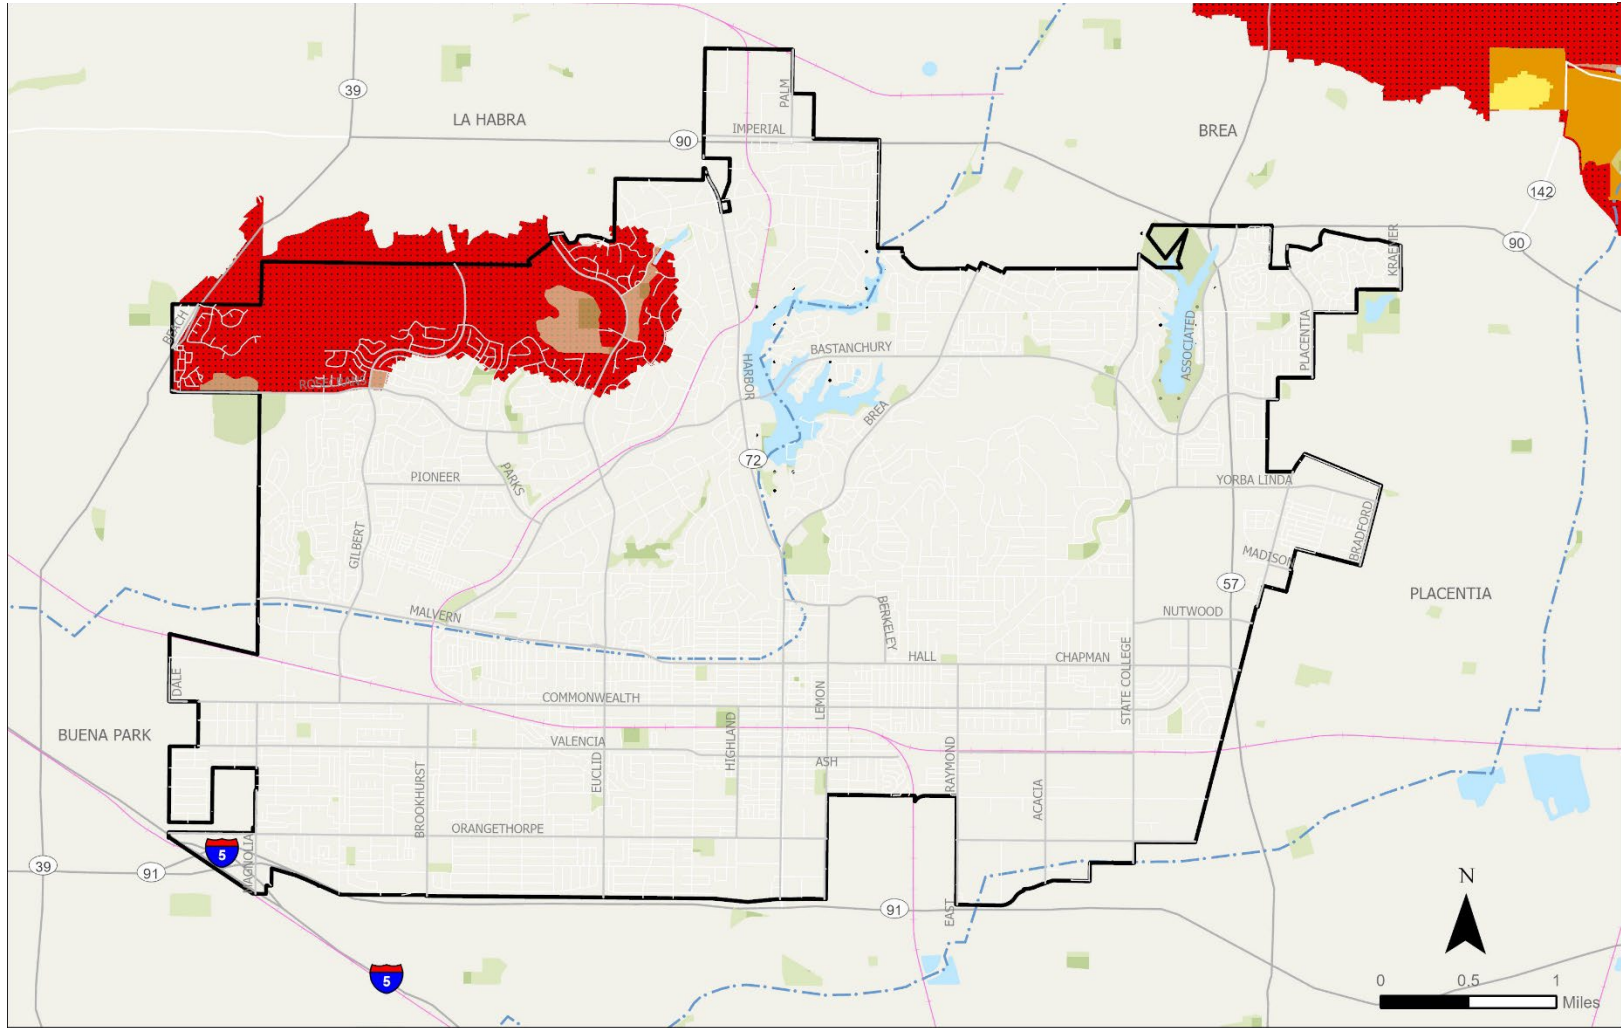 39
LA HABRA
PALM
IMPERIAL
90
BREA
142
90
KRAEMER
BEACH
ROSECRANS
HARBOR
BASTANCHURY
ASSOCIATED
PLACENTIA
BREA
72
PIONEER
PARKS
YORBA LINDA
GILBERT
BRADFORD
MADISON
57
MALVERN
BERKELEY
NUTWOOD
PLACENTIA
HALL
CHAPMAN
DALE
COMMONWEALTH
LEMON
STATE COLLEGE
BUENA PARK
VALENCIA
HIGHLAND
ASH
EUCLID
RAYMOND
BROOKHURST
ACACIA
ORANGETHORPE
MAGNOLIA
5
39
91
91
EAST
5
N
0 0.5 1
Miles